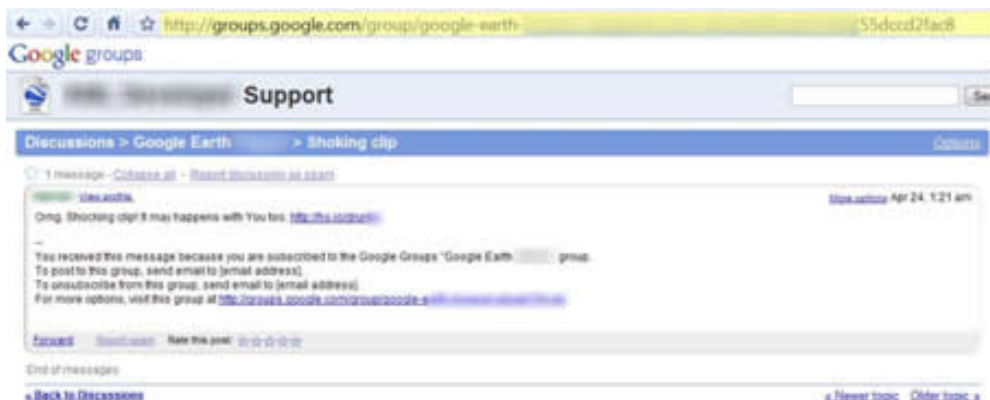 http://groups.google.com/group/google-earth- 55dccd2fac8
Google groups
Support
Discussions > Google Earth > Shoking clip Options
1 message - Collapse all - Report discussion as spam
View profile More options Apr 24, 1:21 am
Omg. Shocking clip! It may happens with You too.
--
You received this message because you are subscribed to the Google Groups "Google Earth group.
To post to this group, send email to [email address].
To unsubscribe from this group, send email to [email address].
For more options, visit this group at http://groups.google.com/group/google-e
Forward Report spam Rate this post:
End of messages
« Back to Discussions « Newer topic Older topic »